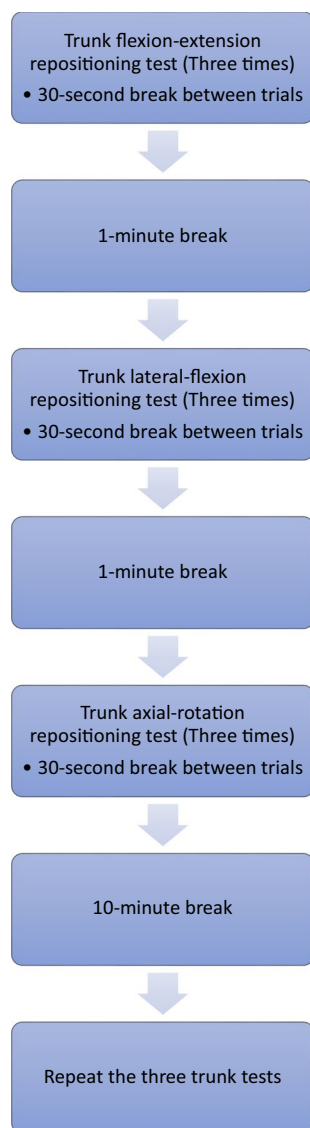 Trunk flexion-extension
repositioning test (Three times)
• 30-second break between trials
1-minute break
Trunk lateral-flexion
repositioning test (Three times)
• 30-second break between trials
1-minute break
Trunk axial-rotation
repositioning test (Three times)
• 30-second break between trials
10-minute break
Repeat the three trunk tests